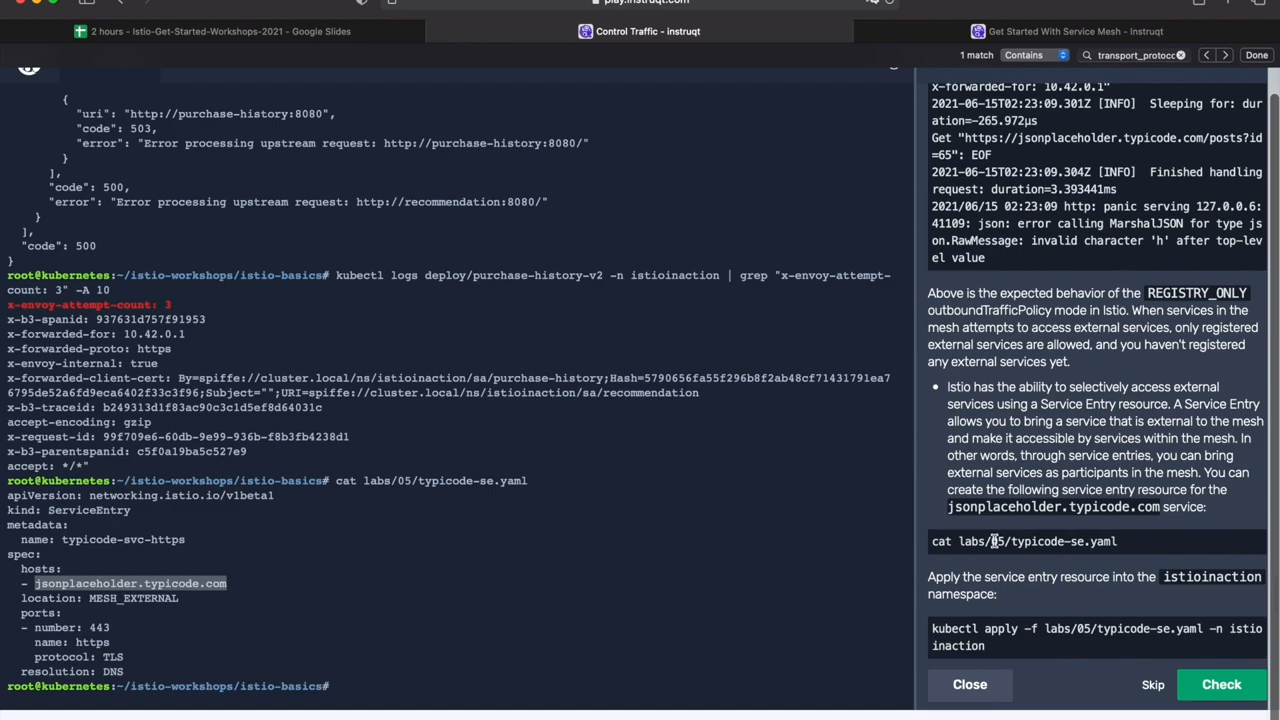 play.instruqt.com
2 hours - Istio-Get-Started-Workshops-2021 - Google Slides
Control Traffic - instruqt
Get Started With Service Mesh - Instruqt
1 match
Contains
transport_protocc
Done
{
"uri": "http://purchase-history:8080",
"code": 503,
"error": "Error processing upstream request: http://purchase-history:8080/"
}
],
"code": 500,
"error": "Error processing upstream request: http://recommendation:8080/"
}
],
"code": 500
}
root@kubernetes:~/istio-workshops/istio-basics# kubectl logs deploy/purchase-history-v2 -n istioinaction | grep "x-envoy-attempt-
count: 3" -A 10
x-envoy-attempt-count: 3
x-b3-spanid: 937631d757f91953
x-forwarded-for: 10.42.0.1
x-forwarded-proto: https
x-envoy-internal: true
x-forwarded-client-cert: By=spiffe://cluster.local/ns/istioinaction/sa/purchase-history;Hash=5790656fa55f296b8f2ab48cf71431791ea7
6795de52a6fd9eca6402f33c3f96;Subject="";URI=spiffe://cluster.local/ns/istioinaction/sa/recommendation
x-b3-traceid: b249313d1f83ac90c3c1d5ef8d64031c
accept-encoding: gzip
x-request-id: 99f709e6-60db-9e99-936b-f8b3fb4238d1
x-b3-parentspanid: c5f0a19ba5c527e9
accept: */*"
root@kubernetes:~/istio-workshops/istio-basics# cat labs/05/typicode-se.yaml
apiVersion: networking.istio.io/v1beta1
kind: ServiceEntry
metadata:
name: typicode-svc-https
spec:
hosts:
- jsonplaceholder.typicode.com
location: MESH_EXTERNAL
ports:
- number: 443
name: https
protocol: TLS
resolution: DNS
root@kubernetes:~/istio-workshops/istio-basics#
x-forwarded-for: 10.42.0.1"
2021-06-15T02:23:09.301Z [INFO] Sleeping for: dur
ation=-265.972µs
Get "https://jsonplaceholder.typicode.com/posts?id
=65": EOF
2021-06-15T02:23:09.304Z [INFO] Finished handling
request: duration=3.393441ms
2021/06/15 02:23:09 http: panic serving 127.0.0.6:
41109: json: error calling MarshalJSON for type js
on.RawMessage: invalid character 'h' after top-lev
el value
Above is the expected behavior of the REGISTRY_ONLY
outboundTrafficPolicy mode in Istio. When services in the
mesh attempts to access external services, only registered
external services are allowed, and you haven't registered
any external services yet.
• Istio has the ability to selectively access external
services using a Service Entry resource. A Service Entry
allows you to bring a service that is external to the mesh
and make it accessible by services within the mesh. In
other words, through service entries, you can bring
external services as participants in the mesh. You can
create the following service entry resource for the
jsonplaceholder.typicode.com service:
cat labs/05/typicode-se.yaml
Apply the service entry resource into the istioinaction
namespace:
kubectl apply -f labs/05/typicode-se.yaml -n istio
inaction
Close
Skip
Check